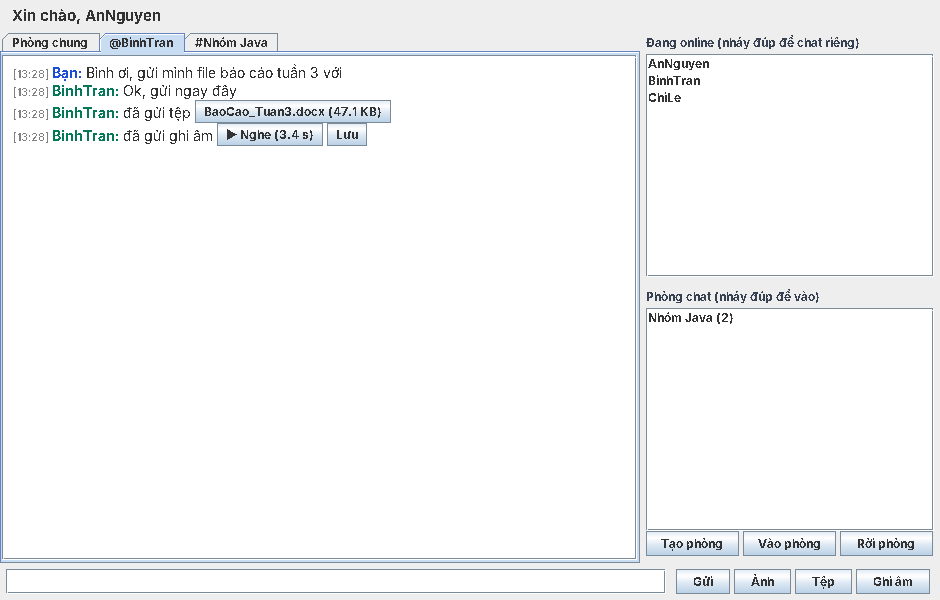 Xin chào, AnNguyen
Phòng chung @BinhTran #Nhóm Java
[13:28] Bạn: Bình ơi, gửi mình file báo cáo tuần 3 với
[13:28] BinhTran: Ok, gửi ngay đây
[13:28] BinhTran: đã gửi tệp BaoCao_Tuan3.docx (47.1 KB)
[13:28] BinhTran: đã gửi ghi âm ▶ Nghe (3.4 s) Lưu
Đang online (nháy đúp để chat riêng)
AnNguyen
BinhTran
ChiLe
Phòng chat (nháy đúp để vào)
Nhóm Java (2)
Tạo phòng Vào phòng Rời phòng
Gửi Ảnh Tệp Ghi âm